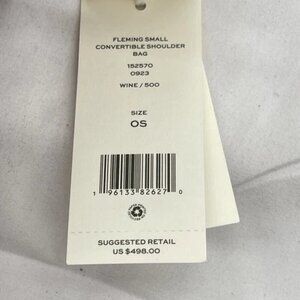 FLEMING SMALL
CONVERTIBLE SHOULDER
BAG
152570
0923
WINE / 500
SIZE
OS
1 96133 82627 0
SUGGESTED RETAIL
US $498.00